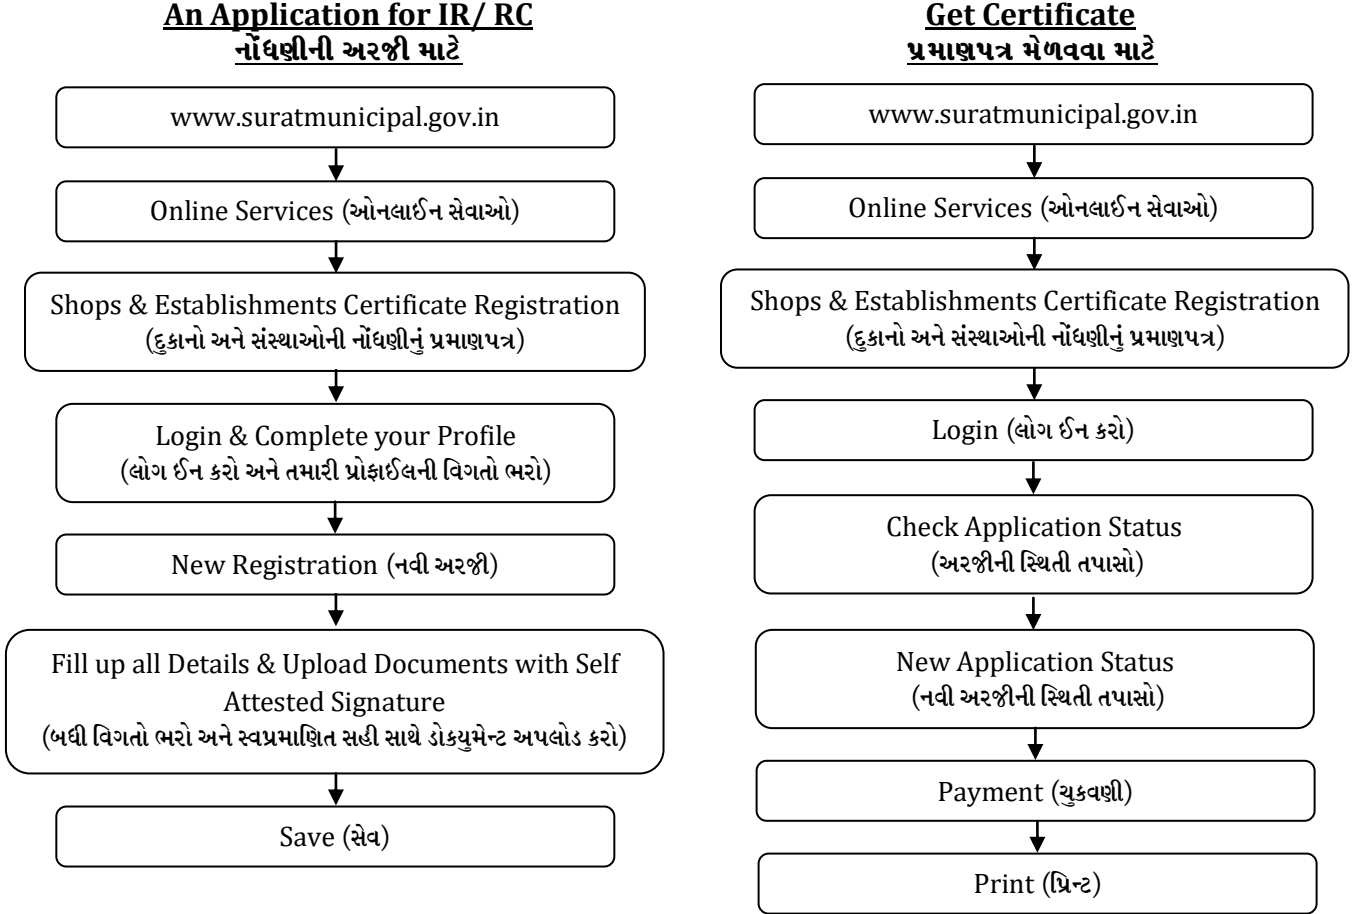 An Application for IR/ RC
નોંધણીની અરજી માટે
www.suratmunicipal.gov.in
Online Services (ઓનલાઈન સેવાઓ)
Shops & Establishments Certificate Registration
(દુકાનો અને સંસ્થાઓની નોંધણીનું પ્રમાણપત્ર)
Login & Complete your Profile
(લોગ ઈન કરો અને તમારી પ્રોફાઈલની વિગતો ભરો)
New Registration (નવી અરજી)
Fill up all Details & Upload Documents with Self
Attested Signature
(બધી વિગતો ભરો અને સ્વપ્રમાણિત સહી સાથે ડોકયુમેન્ટ અપલોડ કરો)
Save (સેવ)
Get Certificate
પ્રમાણપત્ર મેળવવા માટે
www.suratmunicipal.gov.in
Online Services (ઓનલાઈન સેવાઓ)
Shops & Establishments Certificate Registration
(દુકાનો અને સંસ્થાઓની નોંધણીનું પ્રમાણપત્ર)
Login (લોગ ઈન કરો)
Check Application Status
(અરજીની સ્થિતી તપાસો)
New Application Status
(નવી અરજીની સ્થિતી તપાસો)
Payment (ચુકવણી)
Print (પ્રિન્ટ)